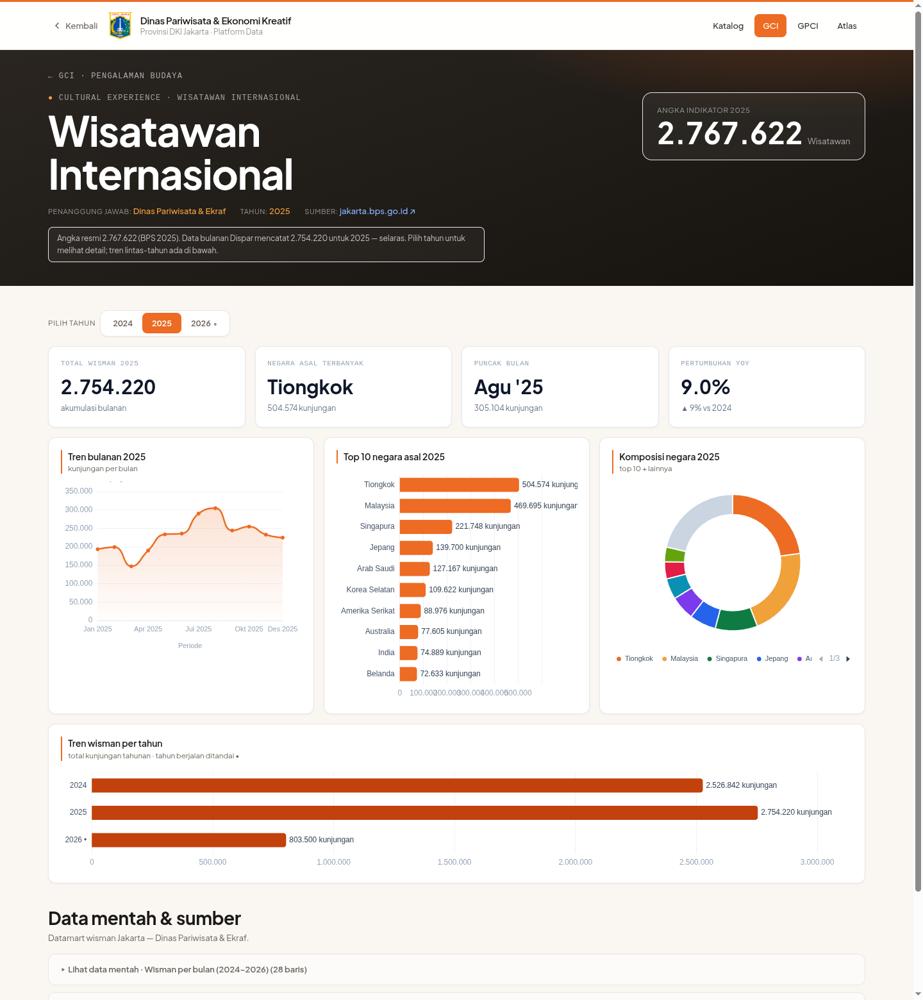 Kembali
Dinas Pariwisata & Ekonomi Kreatif
Provinsi DKI Jakarta · Platform Data
Katalog
GCI
GPCI
Atlas
← GCI · PENGALAMAN BUDAYA
● CULTURAL EXPERIENCE · WISATAWAN INTERNASIONAL
Wisatawan
Internasional
ANGKA INDIKATOR 2025
2.767.622 Wisatawan
PENANGGUNG JAWAB: Dinas Pariwisata & Ekraf TAHUN: 2025 SUMBER: jakarta.bps.go.id ↗
Angka resmi 2.767.622 (BPS 2025). Data bulanan Dispar mencatat 2.754.220 untuk 2025 — selaras. Pilih tahun untuk
melihat detail; tren lintas-tahun ada di bawah.
PILIH TAHUN
2024
2025
2026 •
TOTAL WISMAN 2025
2.754.220
akumulasi bulanan
NEGARA ASAL TERBANYAK
Tiongkok
504.574 kunjungan
PUNCAK BULAN
Agu '25
305.104 kunjungan
PERTUMBUHAN YOY
9.0%
▲ 9% vs 2024
Tren bulanan 2025
kunjungan per bulan
350.000
300.000
250.000
200.000
150.000
100.000
50.000
0
Jan 2025
Apr 2025
Jul 2025
Okt 2025
Des 2025
Periode
Top 10 negara asal 2025
Tiongkok 504.574 kunjung
Malaysia 469.695 kunjungan
Singapura 221.748 kunjungan
Jepang 139.700 kunjungan
Arab Saudi 127.167 kunjungan
Korea Selatan 109.622 kunjungan
Amerika Serikat 88.976 kunjungan
Australia 77.605 kunjungan
India 74.889 kunjungan
Belanda 72.633 kunjungan
0 100.000 200.000 300.000 400.000 500.000
Komposisi negara 2025
top 10 + lainnya
Tiongkok
Malaysia
Singapura
Jepang
1/3
Tren wisman per tahun
total kunjungan tahunan · tahun berjalan ditandai •
2024 2.526.842 kunjungan
2025 2.754.220 kunjungan
2026 • 803.500 kunjungan
0 500.000 1.000.000 1.500.000 2.000.000 2.500.000 3.000.000
Data mentah & sumber
Datamart wisman Jakarta — Dinas Pariwisata & Ekraf.
▸ Lihat data mentah · Wisman per bulan (2024–2026) (28 baris)